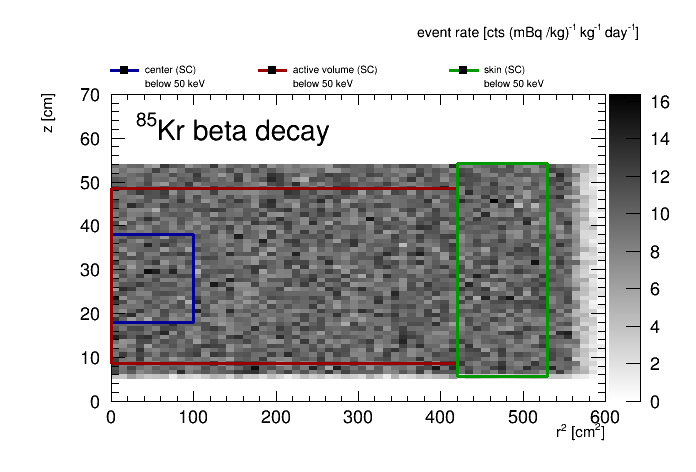 event rate [cts (mBq /kg)⁻¹ kg⁻¹ day⁻¹]
center (SC)
below 50 keV
active volume (SC)
below 50 keV
skin (SC)
below 50 keV
z [cm]
⁸⁵Kr beta decay
70
60
50
40
30
20
10
0
0 100 200 300 400 500 600
r² [cm²]
16
14
12
10
8
6
4
2
0